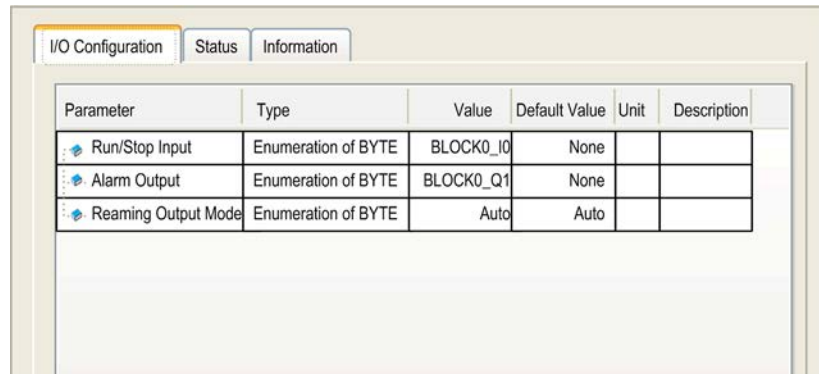 I/O Configuration Status Information
Parameter Type Value Default Value Unit Description
Run/Stop Input Enumeration of BYTE BLOCK0_I0 None
Alarm Output Enumeration of BYTE BLOCK0_Q1 None
Reaming Output Mode Enumeration of BYTE Auto Auto